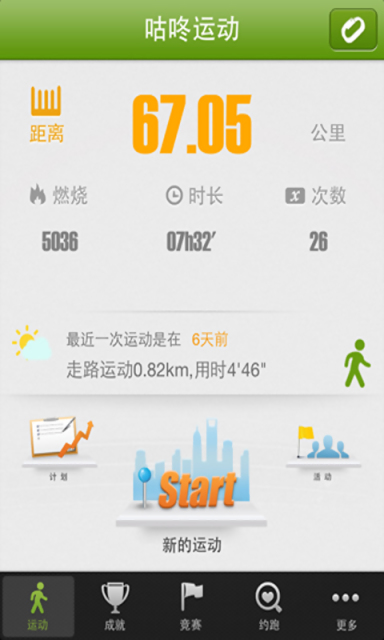 咕咚运动
距离
67.05
公里
燃烧
时长
次数
5036
07h32'
26
最近一次运动是在 6天前
走路运动0.82km,用时4'46"
计划
活动
Start
新的运动
运动
成就
竞赛
约跑
更多